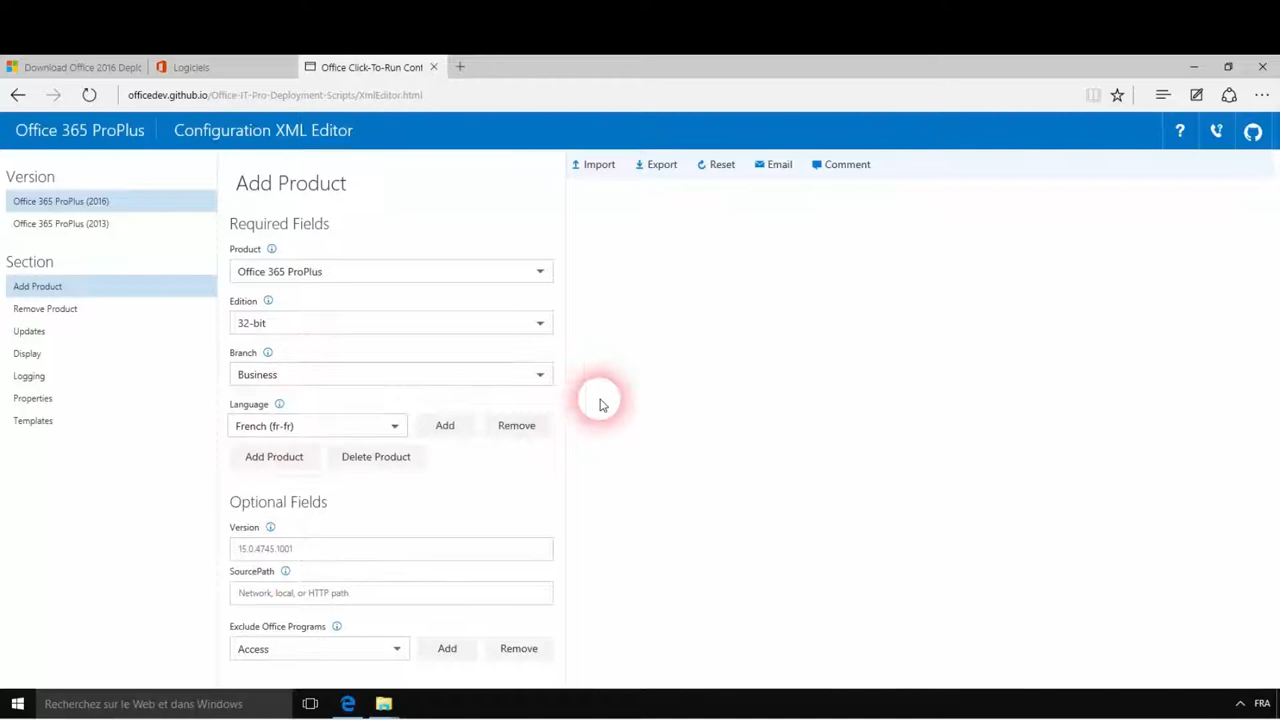 Download Office 2016 Deplo
Logiciels
Office Click-To-Run Conf
officedev.github.io/Office-IT-Pro-Deployment-Scripts/XmlEditor.html
Office 365 ProPlus
Configuration XML Editor
Import
Export
Reset
Email
Comment
Version
Office 365 ProPlus (2016)
Office 365 ProPlus (2013)
Section
Add Product
Remove Product
Updates
Display
Logging
Properties
Templates
Add Product
Required Fields
Product
Office 365 ProPlus
Edition
32-bit
Branch
Business
Language
French (fr-fr)
Add
Remove
Add Product
Delete Product
Optional Fields
Version
15.0.4745.1001
SourcePath
Network, local, or HTTP path
Exclude Office Programs
Access
Add
Remove
Recherchez sur le Web et dans Windows
FRA